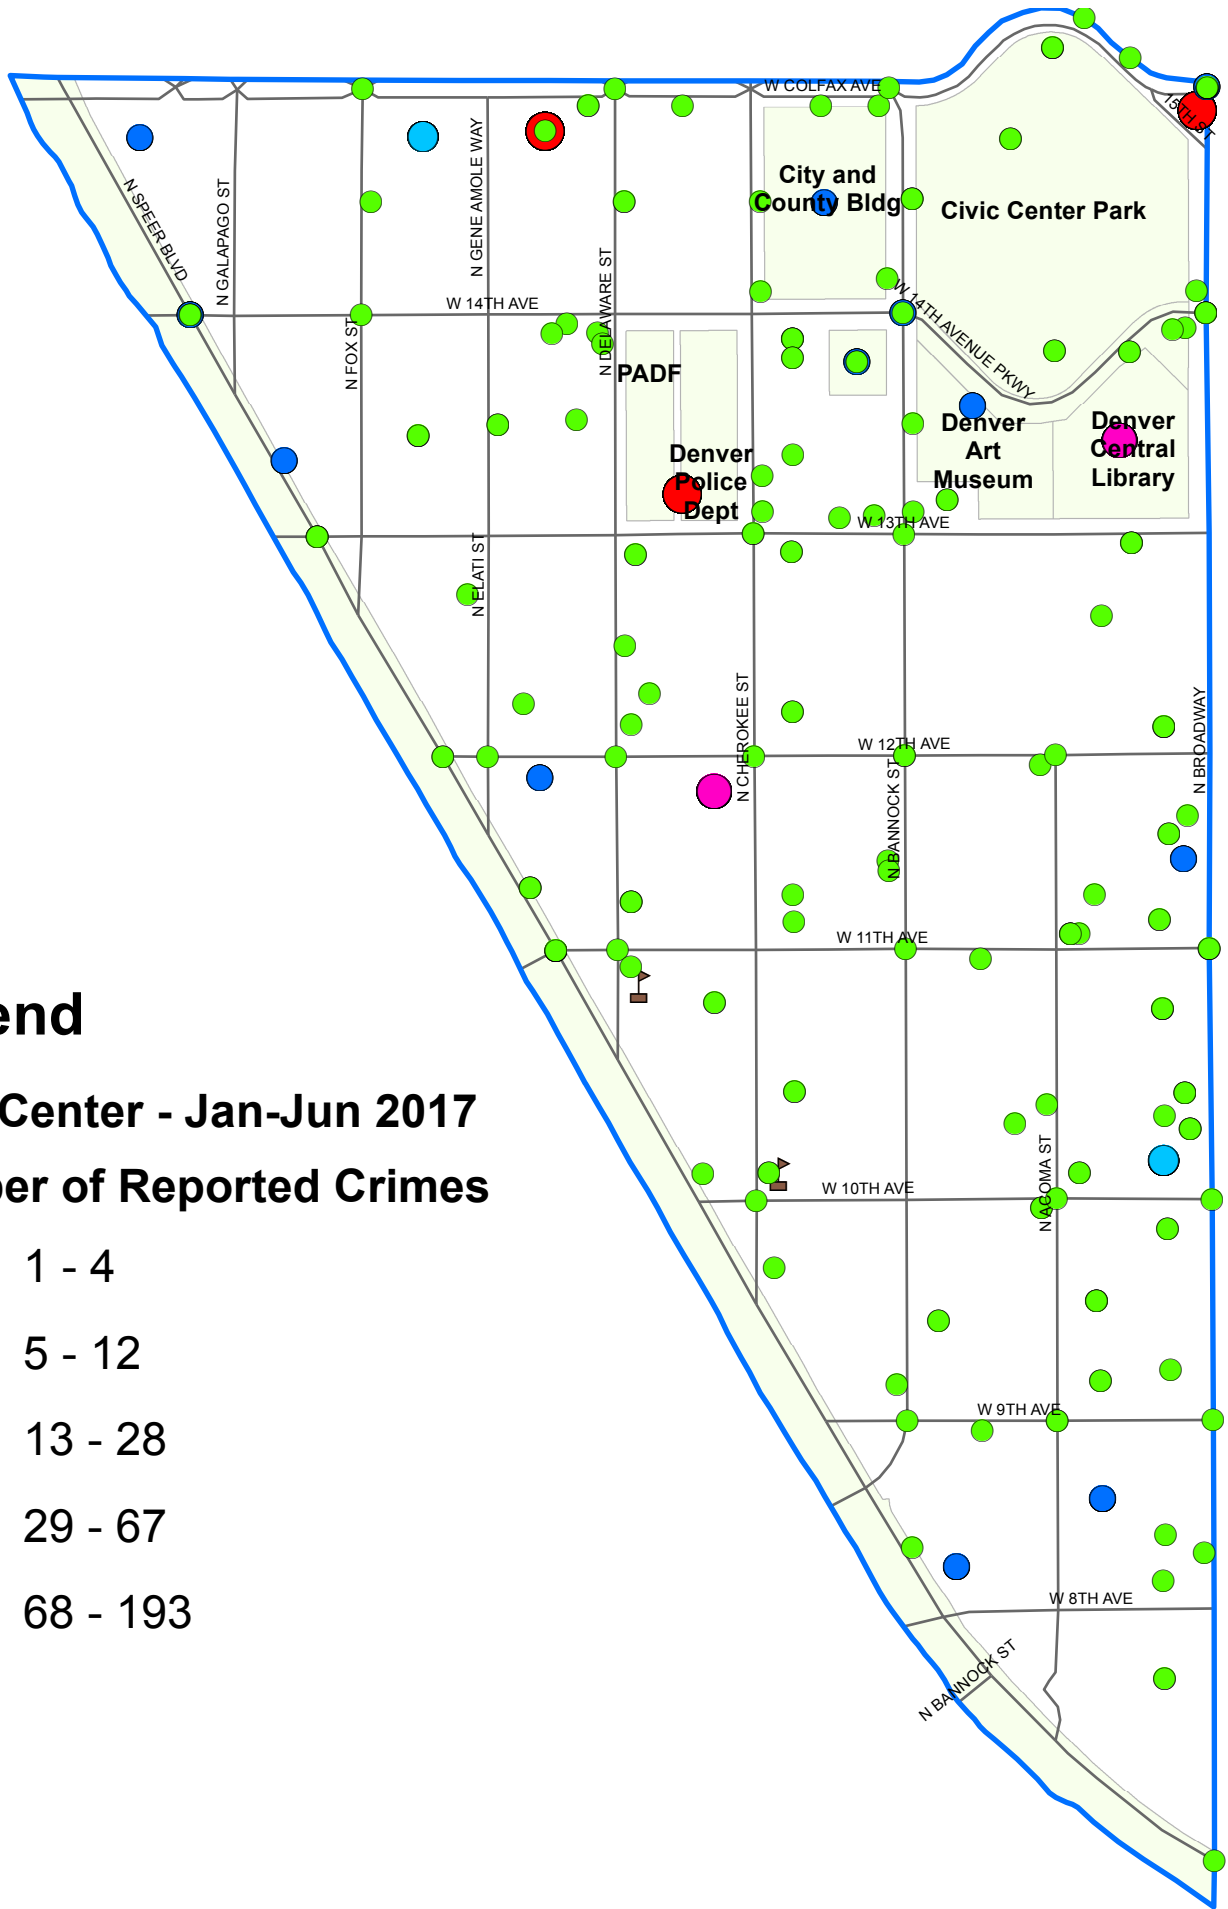 W COLFAX AVE
15TH ST
N SPEER BLVD
N GALAPAGO ST
N GENE AMOLE WAY
City and
County Bldg
Civic Center Park
N DELAWARE ST
W 14TH AVE
W 14TH AVENUE PKWY
N FOX ST
PADF
Denver
Police
Dept
Denver
Art
Museum
Denver
Central
Library
W 13TH AVE
N ELATI ST
N CHEROKEE ST
N BROADWAY
W 12TH AVE
N BANNOCK ST
W 11TH AVE
end
Center - Jan-Jun 2017
N ACOMA ST
ber of Reported Crimes
W 10TH AVE
1 - 4
5 - 12
W 9TH AVE
13 - 28
29 - 67
W 8TH AVE
68 - 193
N BANNOCK ST